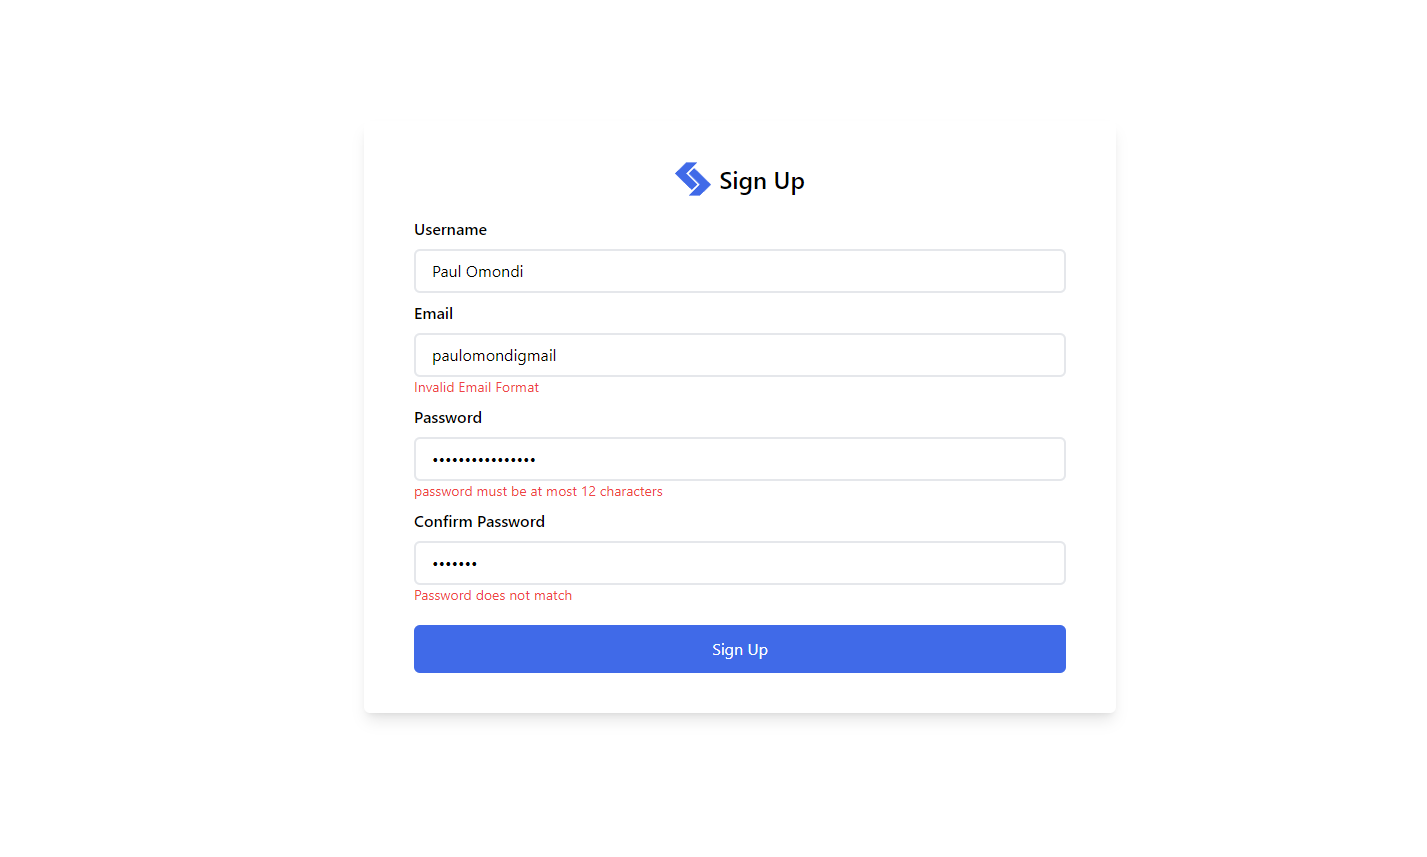 Sign Up
Username
Paul Omondi
Email
paulomondigmail
Invalid Email Format
Password
••••••••••••••••
password must be at most 12 characters
Confirm Password
•••••••
Password does not match
Sign Up